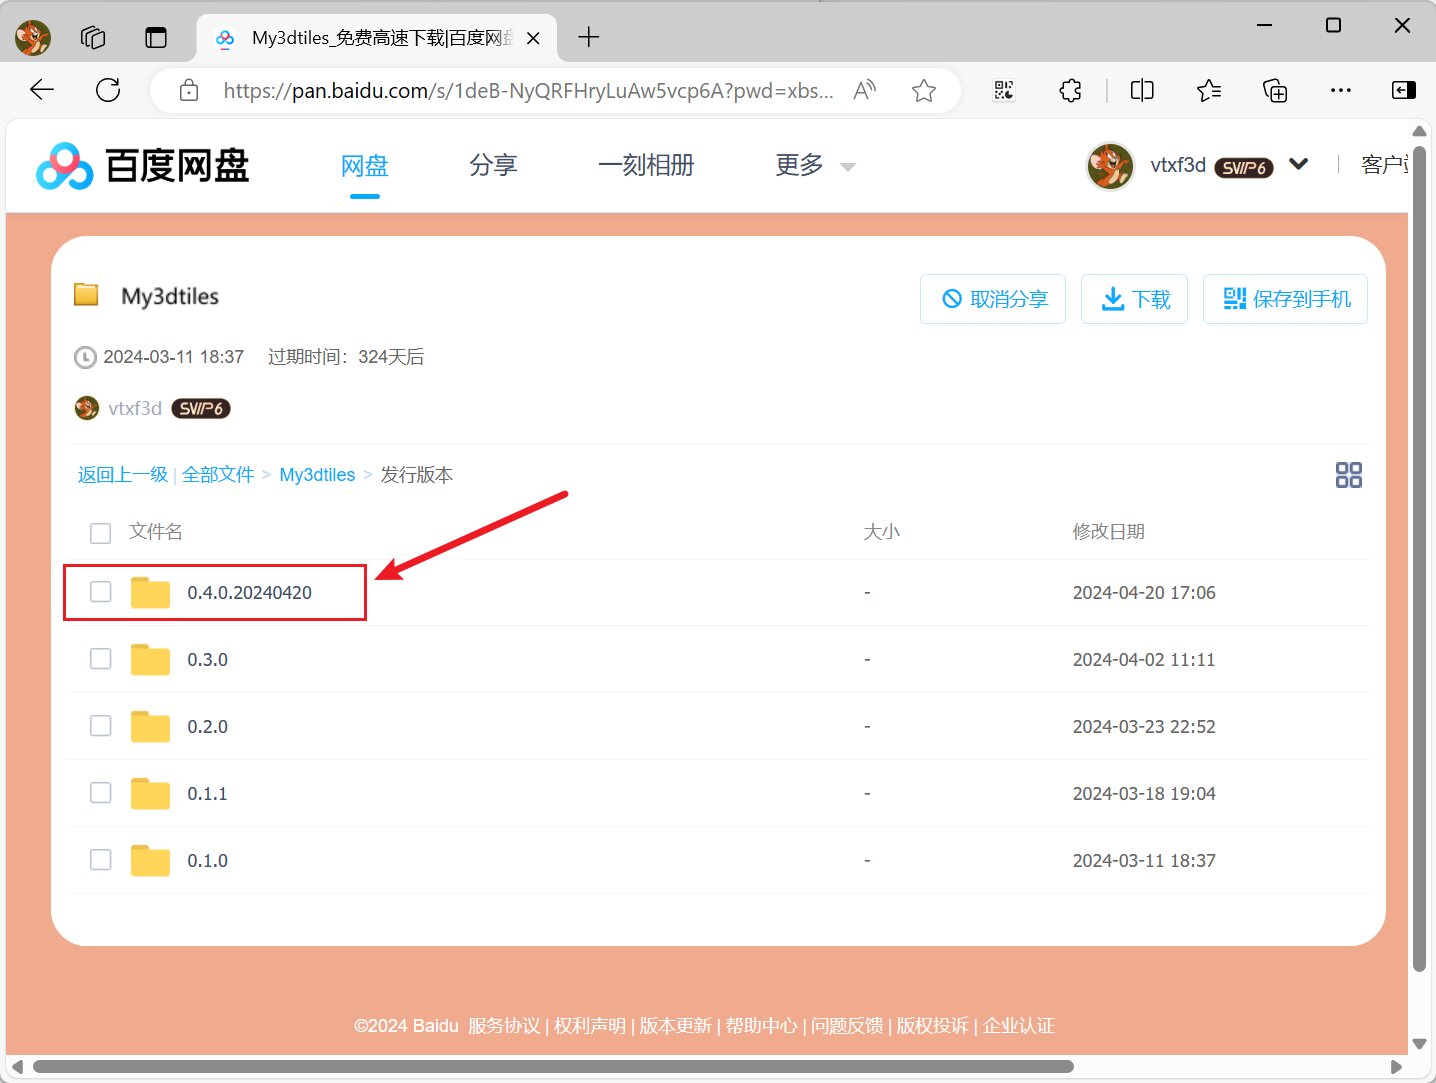 My3dtiles_免费高速下载|百度网盘
https://pan.baidu.com/s/1deB-NyQRFHryLuAw5vcp6A?pwd=xbs...
百度网盘 网盘 分享 一刻相册 更多 vtxf3d SVIP6 客户端
My3dtiles 取消分享 下载 保存到手机
2024-03-11 18:37 过期时间：324天后
vtxf3d SVIP6
返回上一级 | 全部文件 > My3dtiles > 发行版本
文件名 大小 修改日期
0.4.0.20240420 - 2024-04-20 17:06
0.3.0 - 2024-04-02 11:11
0.2.0 - 2024-03-23 22:52
0.1.1 - 2024-03-18 19:04
0.1.0 - 2024-03-11 18:37
©2024 Baidu 服务协议 | 权利声明 | 版本更新 | 帮助中心 | 问题反馈 | 版权投诉 | 企业认证